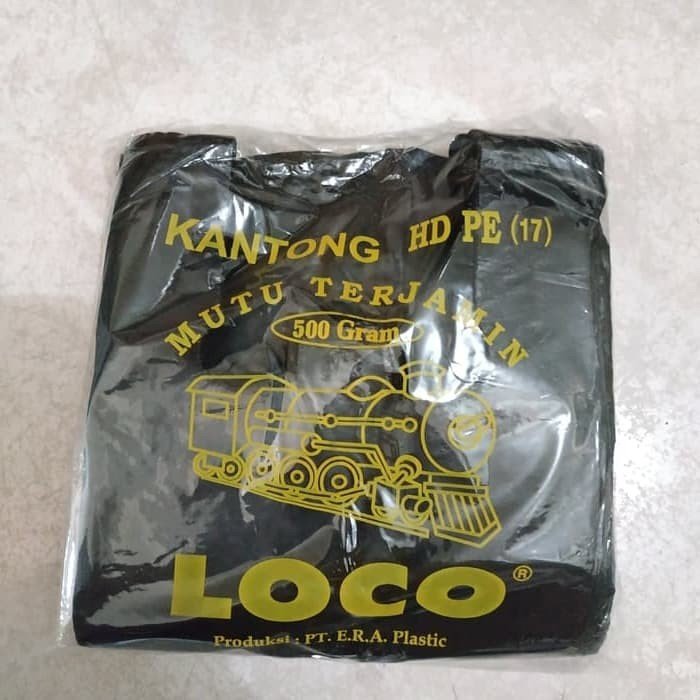 KANTONG HD PE (17)
MUTU TERJAMIN
500 Gram
LOCO®
Produksi : PT. E.R.A. Plastic